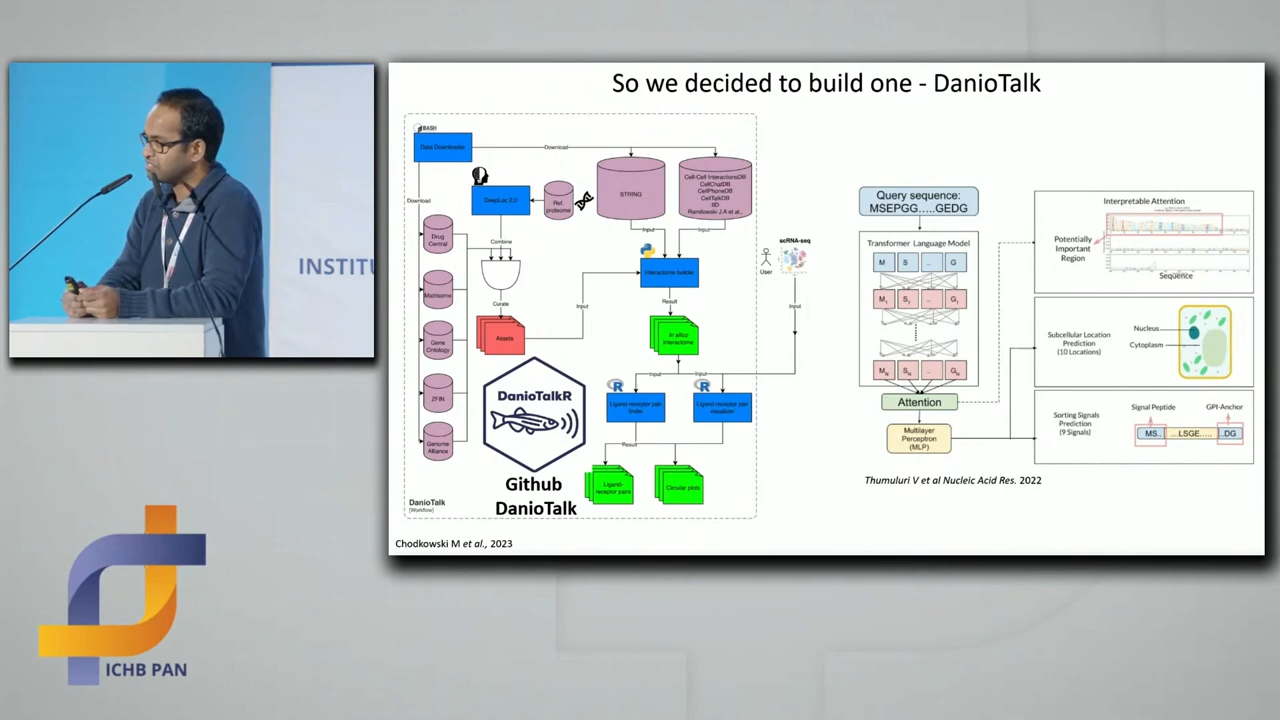 INSTITU
So we decided to build one - DanioTalk
BASH
Data Downloader
Download
Download
DeepLoc 2.0
Ref.
proteome
STRING
Cell-Cell InteractionsDB
CellChatDB
CellPhoneDB
CellTalkDB
IID
Ramilowski J.A et al.,
Drug
Central
Combine
Input
Input
Interactome builder
scRNA-seq
User
Matrisome
Curate
Input
Result
Input
Assets
In silico
Interactome
Gene
Ontology
Input
Input
ZFIN
DanioTalkR
Ligand-receptor pair
finder
Ligand-receptor pair
visualizer
Genome
Alliance
Result
Ligand-
receptor pairs
Circular plots
Github
DanioTalk
DanioTalk
[Workflow]
Chodkowski M et al., 2023
Query sequence:
MSEPGG.....GEDG
Transformer Language Model
M S .. G
M1 S1 .. G1
MN SN .. GN
Attention
Multilayer
Perceptron
(MLP)
Interpretable Attention
Potentially
Important
Region
Sequence
Subcellular Location
Prediction
(10 Locations)
Nucleus
Cytoplasm
Sorting Signals
Prediction
(9 Signals)
Signal Peptide
GPI-Anchor
MS.. ...LSGE..... ..DG
Thumuluri V et al Nucleic Acid Res. 2022
ICHB PAN